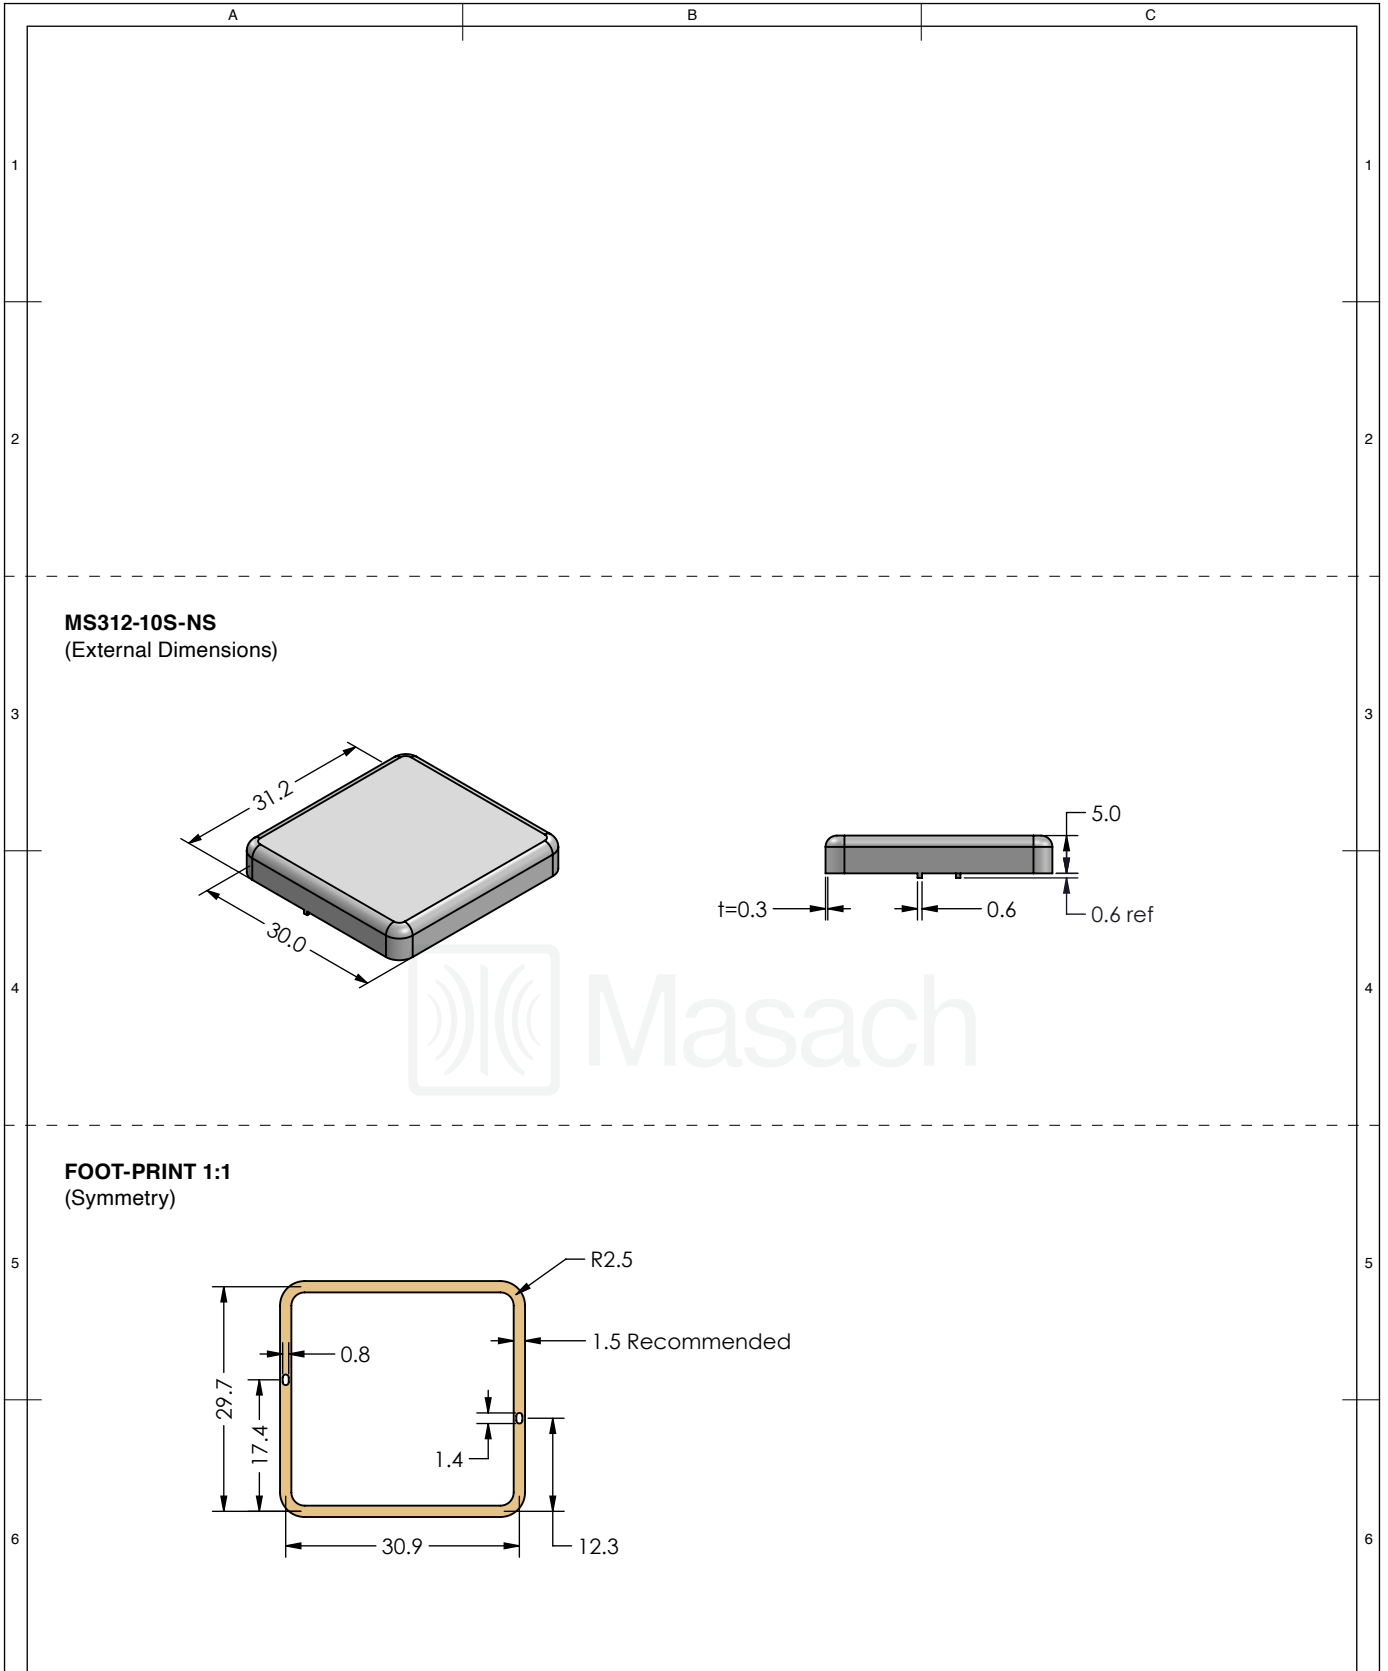 A
B
C
1
1
2
2
MS312-10S-NS
(External Dimensions)
3
3
31.2
30.0
5.0
t=0.3
0.6
0.6 ref
4
4
Masach
FOOT-PRINT 1:1
(Symmetry)
5
5
R2.5
1.5 Recommended
0.8
29.7
17.4
1.4
30.9
12.3
6
6